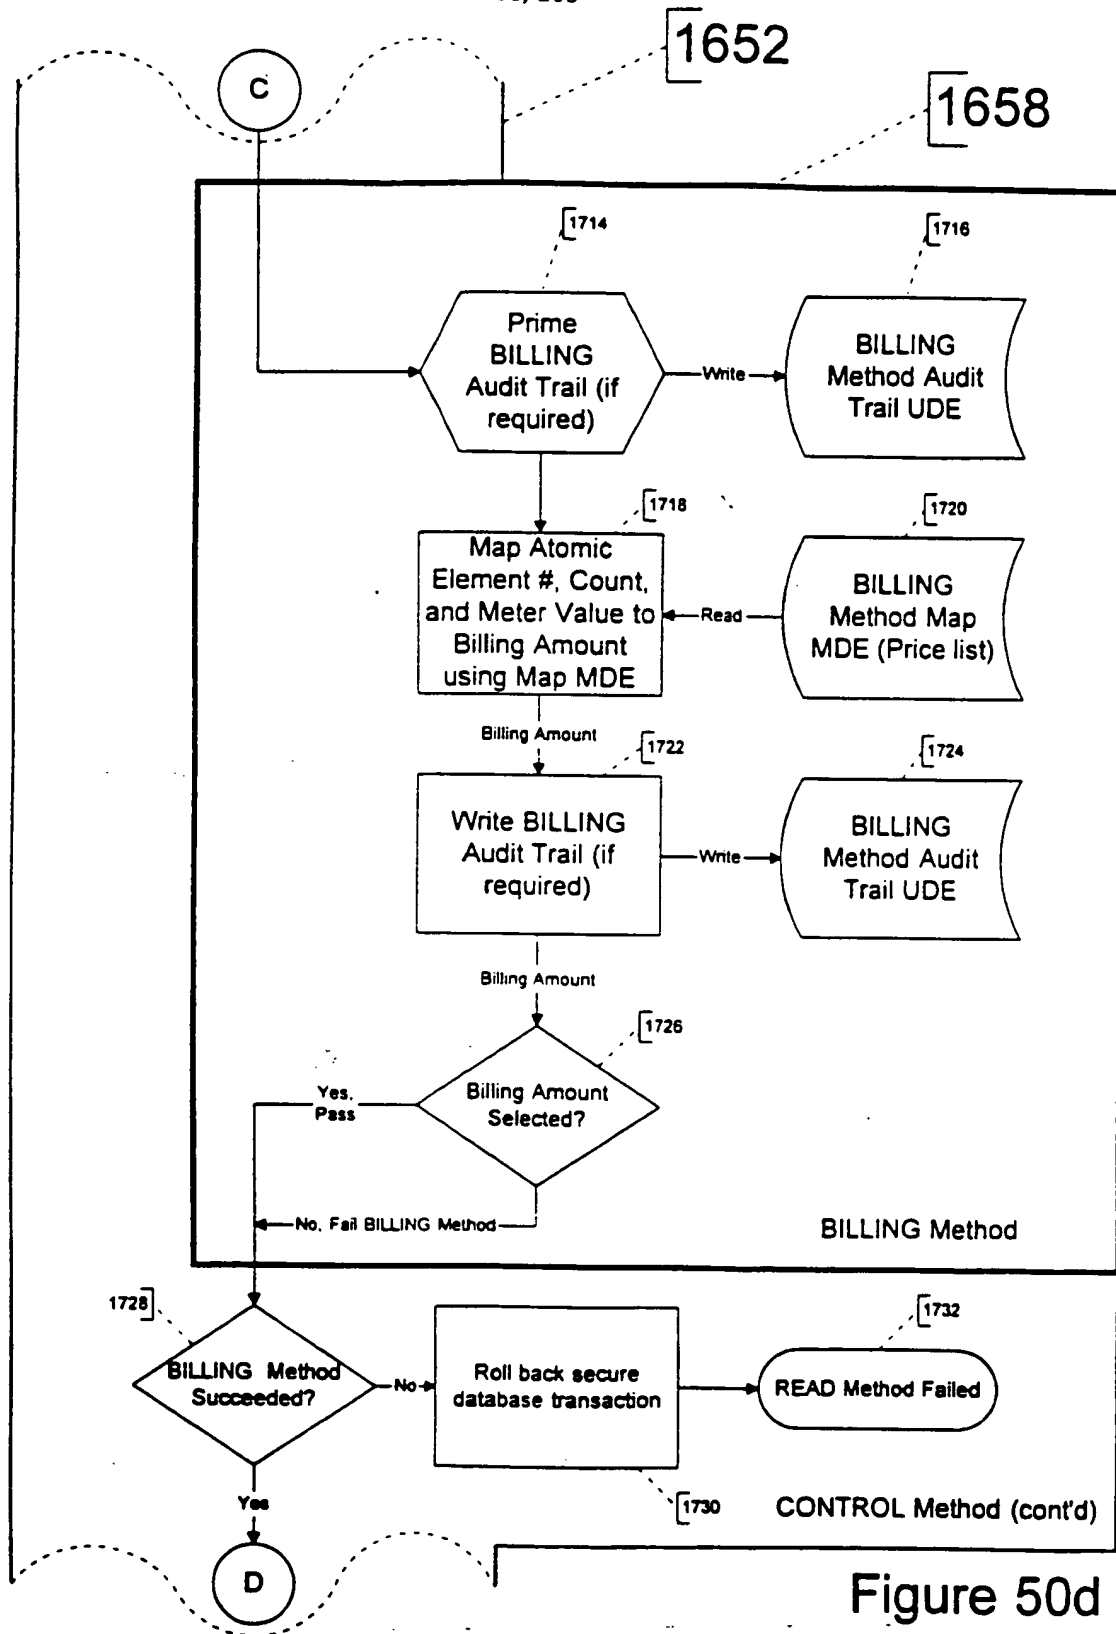 1652
C
1658
1714
1716
Prime
BILLING
Audit Trail (if
required)
Write
BILLING
Method Audit
Trail UDE
1718
1720
Map Atomic
Element #, Count,
and Meter Value to
Billing Amount
using Map MDE
Read
BILLING
Method Map
MDE (Price list)
Billing Amount
1722
1724
Write BILLING
Audit Trail (if
required)
Write
BILLING
Method Audit
Trail UDE
Billing Amount
1726
Billing Amount
Selected?
Yes,
Pass
No, Fail BILLING Method
BILLING Method
1728
1732
BILLING Method
Succeeded?
No
Roll back secure
database transaction
READ Method Failed
Yes
1730
CONTROL Method (cont'd)
D
Figure 50d